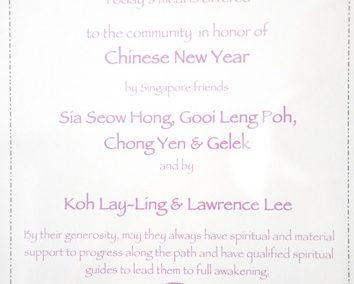 Today's meal is offered
to the community in honor of
Chinese New Year
by Singapore friends
Sia Seow Hong, Gooi Leng Poh,
Chong Yen & Gelek
and by
Koh Lay-Ling & Lawrence Lee
By their generosity, may they always have spiritual and material
support to progress along the path and have qualified spiritual
guides to lead them to full awakening.